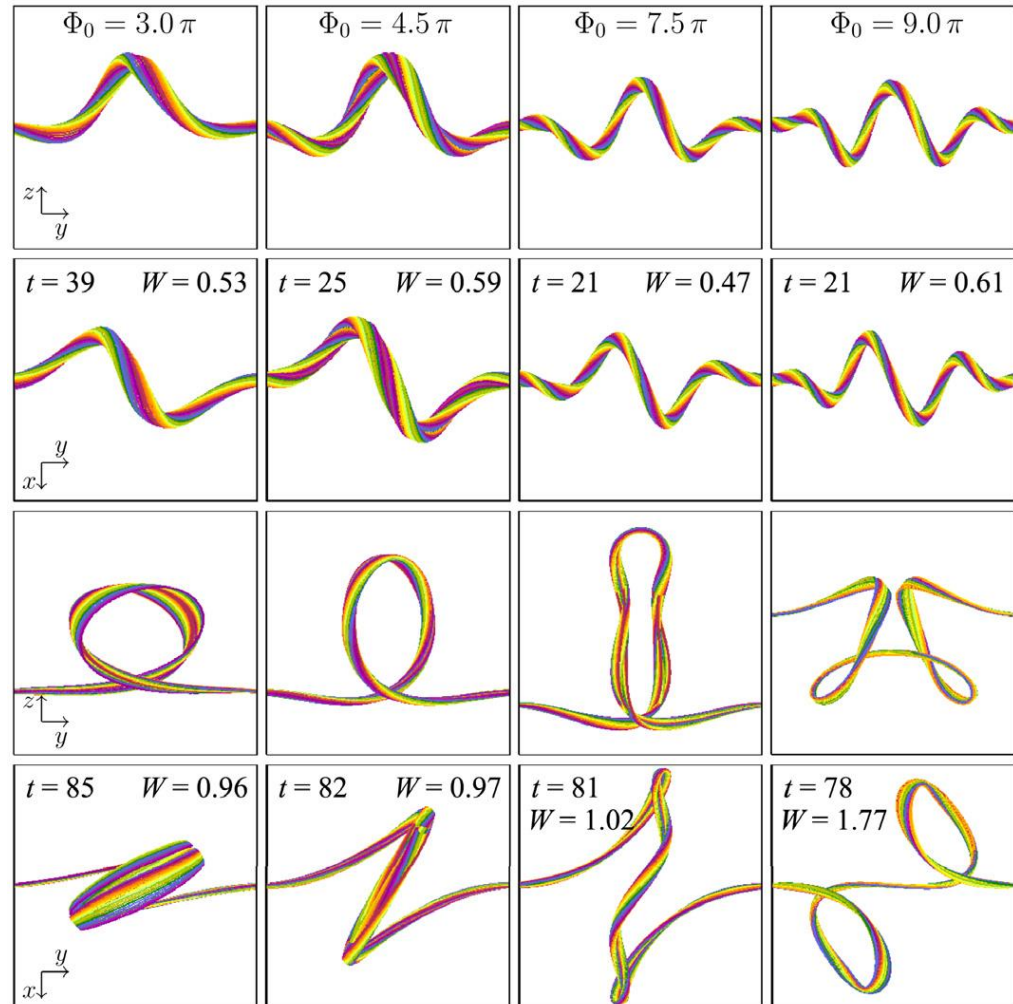 Φ₀ = 3.0 π Φ₀ = 4.5 π Φ₀ = 7.5 π Φ₀ = 9.0 π
z
y
t = 39 W = 0.53 t = 25 W = 0.59 t = 21 W = 0.47 t = 21 W = 0.61
y
x
z
y
t = 85 W = 0.96 t = 82 W = 0.97 t = 81 t = 78
W = 1.02 W = 1.77
y
x